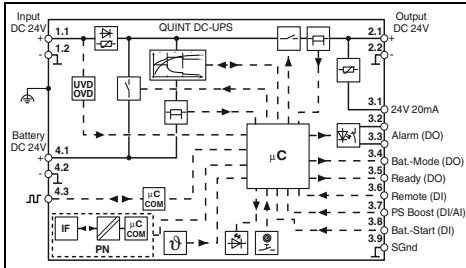 Input
DC 24V
+
1.1
1.2
-
QUINT DC-UPS
2.1
+
2.2
-
Output
DC 24V
UVD
OVD
3.1
24V 20mA
3.2
Alarm (DO)
3.3
Battery
DC 24V
+
4.1
4.2
-
4.3
µC
3.4
Bat.-Mode (DO)
3.5
Ready (DO)
3.6
Remote (DI)
3.7
PS Boost (DI/AI)
3.8
Bat.-Start (DI)
3.9
SGnd
µC
COM
IF
µC
COM
PN
ϑ